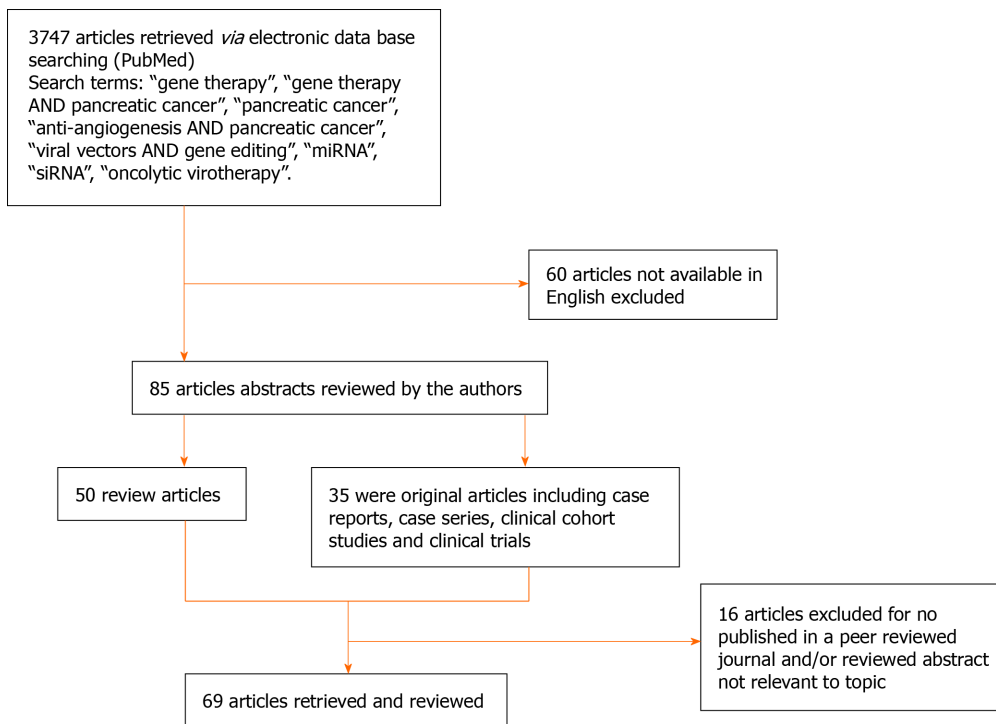 3747 articles retrieved via electronic data base
searching (PubMed)
Search terms: “gene therapy”, “gene therapy
AND pancreatic cancer”, “pancreatic cancer”,
“anti-angiogenesis AND pancreatic cancer”,
“viral vectors AND gene editing”, “miRNA”,
“siRNA”, “oncolytic virotherapy”.
60 articles not available in
English excluded
85 articles abstracts reviewed by the authors
50 review articles
35 were original articles including case
reports, case series, clinical cohort
studies and clinical trials
16 articles excluded for no
published in a peer reviewed
journal and/or reviewed abstract
not relevant to topic
69 articles retrieved and reviewed